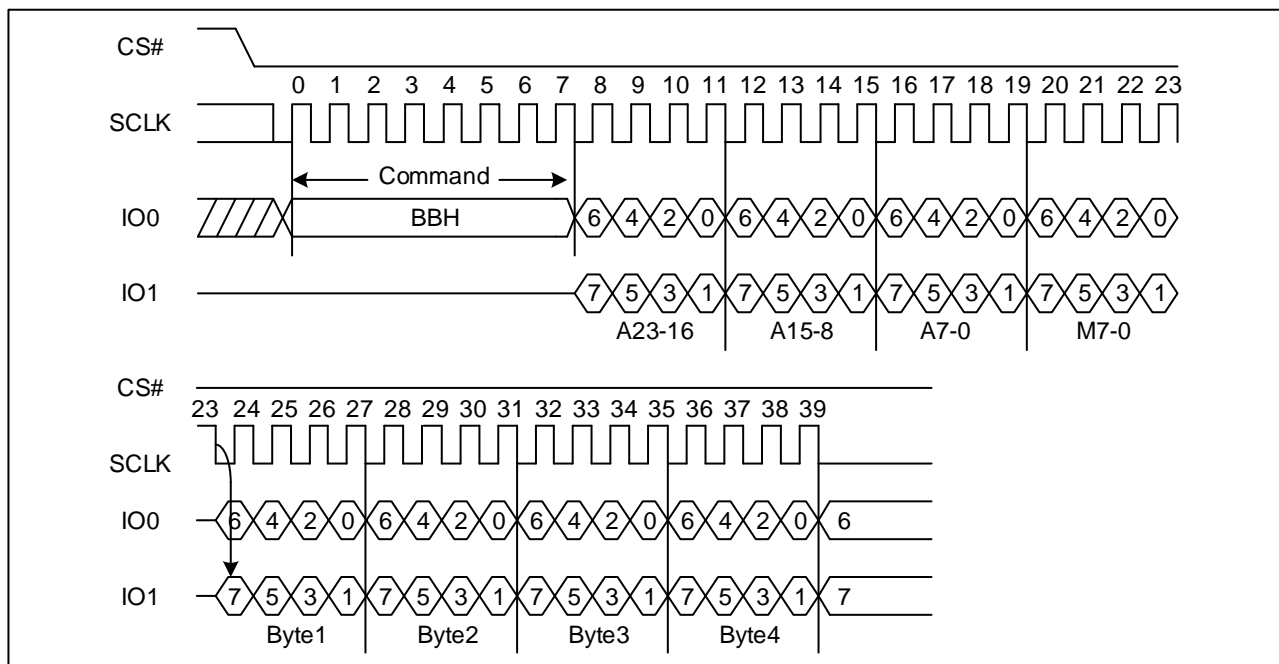 CS#
0 1 2 3 4 5 6 7 8 9 10 11 12 13 14 15 16 17 18 19 20 21 22 23
SCLK
Command
IO0 BBH 6 4 2 0 6 4 2 0 6 4 2 0 6 4 2 0
IO1 7 5 3 1 7 5 3 1 7 5 3 1 7 5 3 1
A23-16 A15-8 A7-0 M7-0
CS#
23 24 25 26 27 28 29 30 31 32 33 34 35 36 37 38 39
SCLK
IO0 6 4 2 0 6 4 2 0 6 4 2 0 6 4 2 0 6
IO1 7 5 3 1 7 5 3 1 7 5 3 1 7 5 3 1 7
Byte1 Byte2 Byte3 Byte4